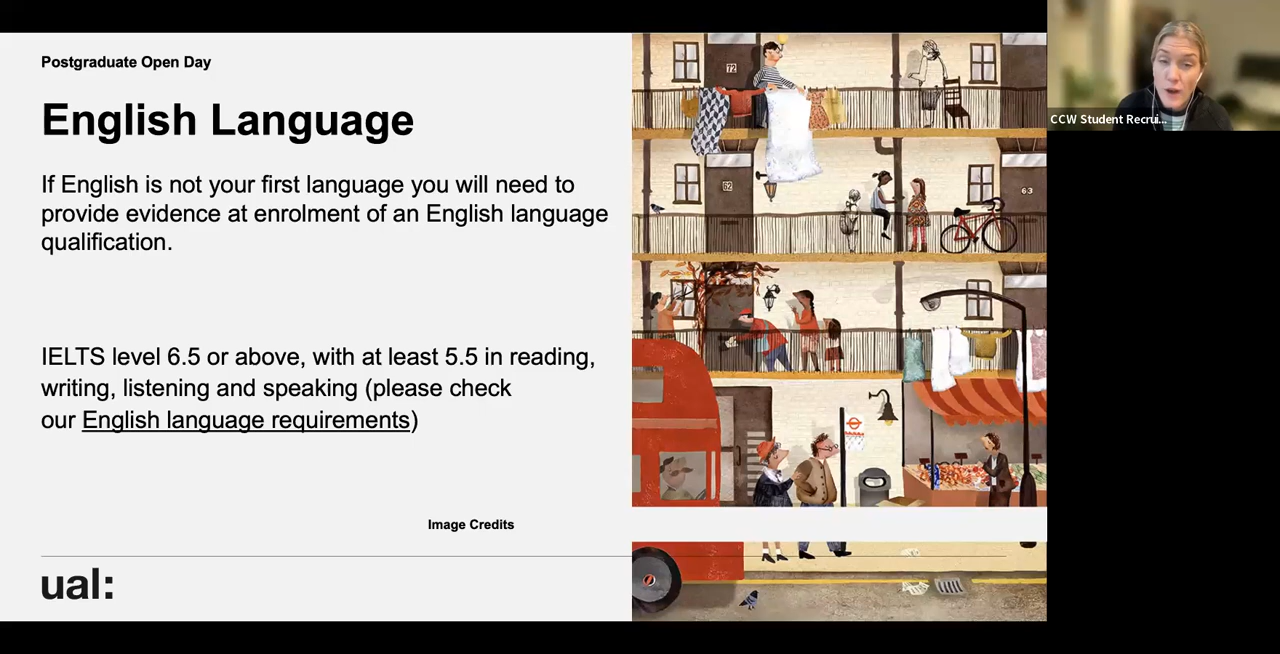 Postgraduate Open Day
English Language
If English is not your first language you will need to
provide evidence at enrolment of an English language
qualification.
IELTS level 6.5 or above, with at least 5.5 in reading,
writing, listening and speaking (please check
our English language requirements)
Image Credits
ual:
72
62
63
CCW Student Recrui...